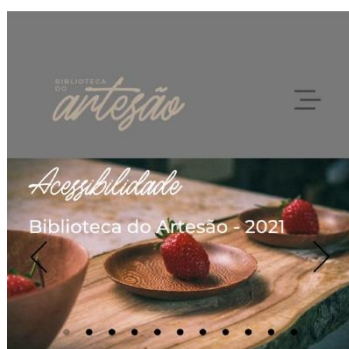 BIBLIOTECA
DO
artesão
Acessibilidade
Biblioteca do Artesão - 2021